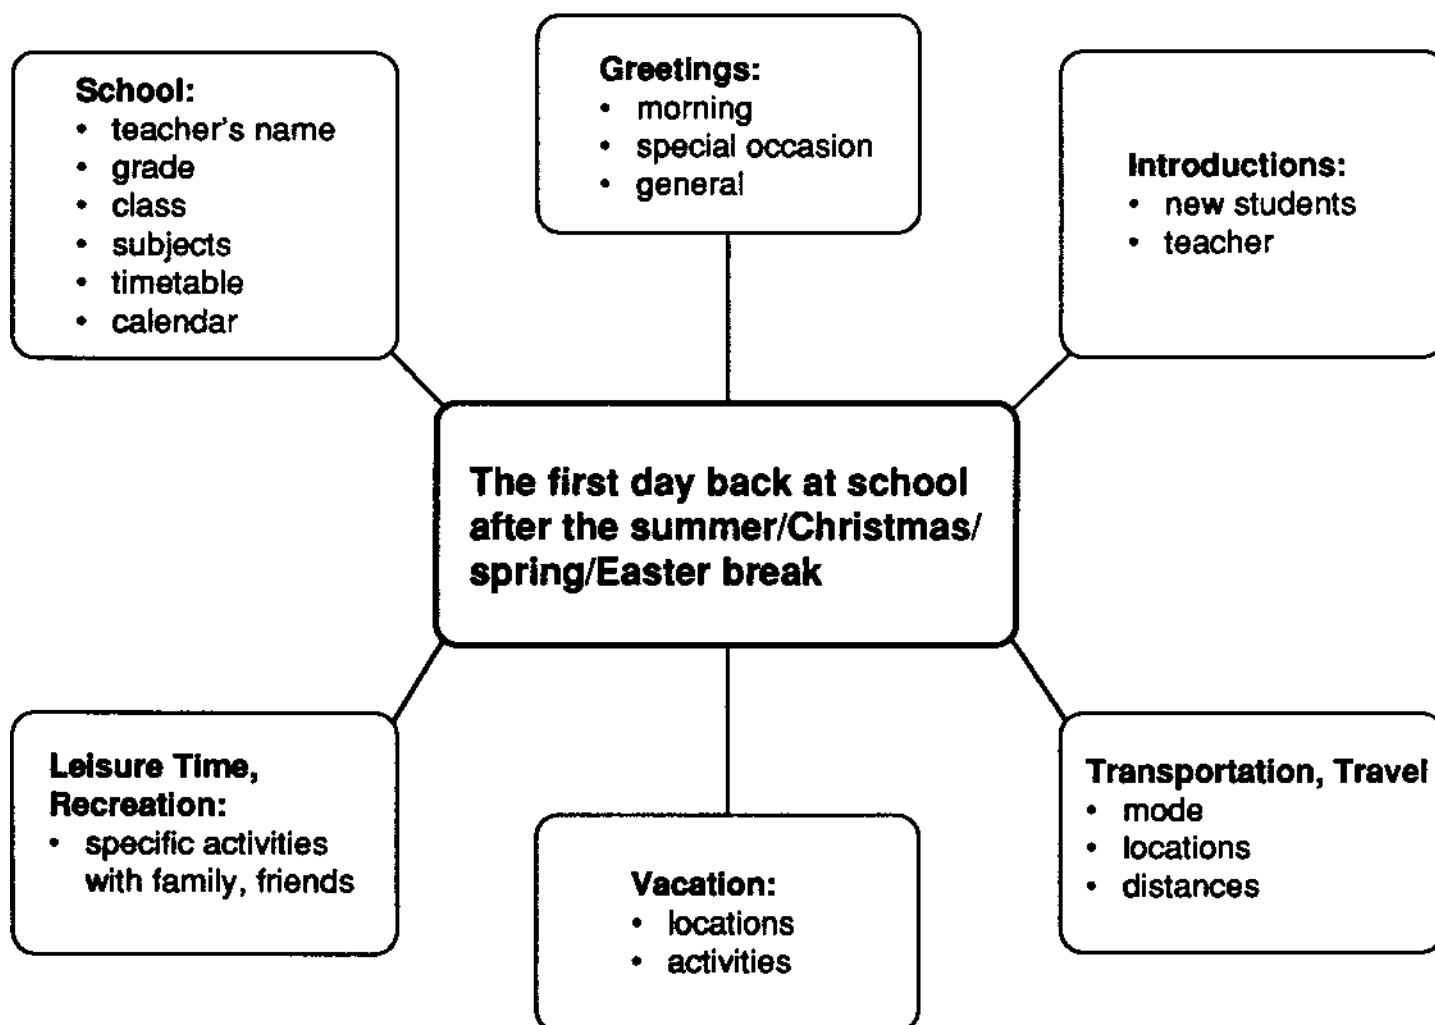 School:
• teacher's name
• grade
• class
• subjects
• timetable
• calendar
Greetings:
• morning
• special occasion
• general
Introductions:
• new students
• teacher
The first day back at school
after the summer/Christmas/
spring/Easter break
Leisure Time,
Recreation:
• specific activities
with family, friends
Vacation:
• locations
• activities
Transportation, Travel
• mode
• locations
• distances